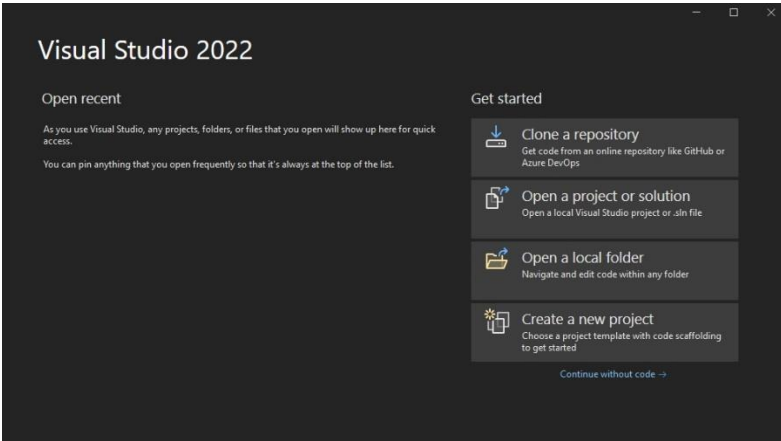 Visual Studio 2022
Open recent
As you use Visual Studio, any projects, folders, or files that you open will show up here for quick
access.
You can pin anything that you open frequently so that it's always at the top of the list.
Get started
Clone a repository
Get code from an online repository like GitHub or
Azure DevOps
Open a project or solution
Open a local Visual Studio project or .sln file
Open a local folder
Navigate and edit code within any folder
Create a new project
Choose a project template with code scaffolding
to get started
Continue without code →